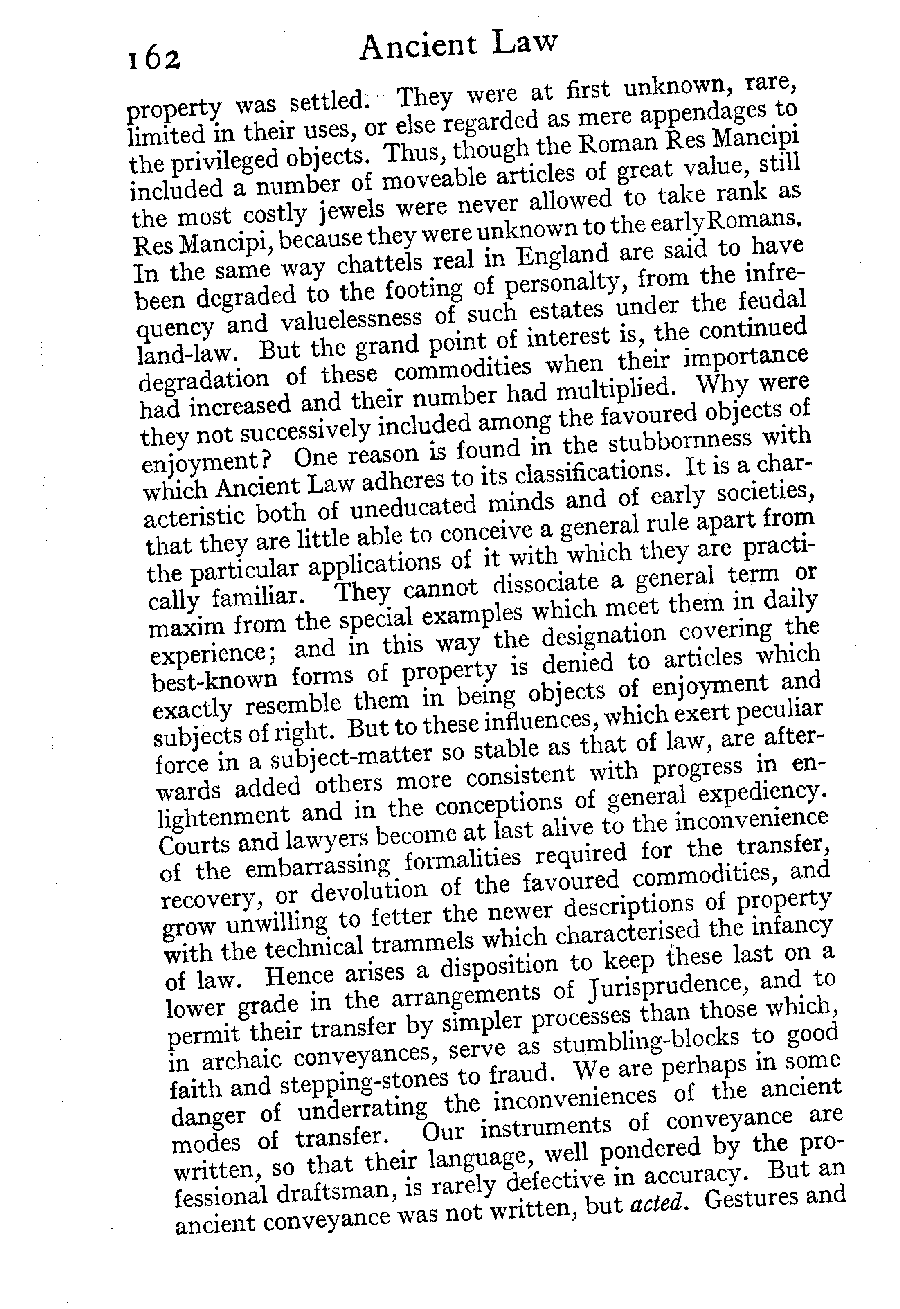 162 Ancient Law
property was settled. They were at first unknown, rare,
limited in their uses, or else regarded as mere appendages to
the privileged objects. Thus, though the Roman Res Mancipi
included a number of moveable articles of great value, still
the most costly jewels were never allowed to take rank as
Res Mancipi, because they were unknown to the early Romans.
In the same way chattels real in England are said to have
been degraded to the footing of personalty, from the infre-
quency and valuelessness of such estates under the feudal
land-law. But the grand point of interest is, the continued
degradation of these commodities when their importance
had increased and their number had multiplied. Why were
they not successively included among the favoured objects of
enjoyment? One reason is found in the stubbornness with
which Ancient Law adheres to its classifications. It is a char-
acteristic both of uneducated minds and of early societies,
that they are little able to conceive a general rule apart from
the particular applications of it with which they are practi-
cally familiar. They cannot dissociate a general term or
maxim from the special examples which meet them in daily
experience; and in this way the designation covering the
best-known forms of property is denied to articles which
exactly resemble them in being objects of enjoyment and
subjects of right. But to these influences, which exert peculiar
force in a subject-matter so stable as that of law, are after-
wards added others more consistent with progress in en-
lightenment and in the conceptions of general expediency.
Courts and lawyers become at last alive to the inconvenience
of the embarrassing formalities required for the transfer,
recovery, or devolution of the favoured commodities, and
grow unwilling to fetter the newer descriptions of property
with the technical trammels which characterised the infancy
of law. Hence arises a disposition to keep these last on a
lower grade in the arrangements of Jurisprudence, and to
permit their transfer by simpler processes than those which,
in archaic conveyances, serve as stumbling-blocks to good
faith and stepping-stones to fraud. We are perhaps in some
danger of underrating the inconveniences of the ancient
modes of transfer. Our instruments of conveyance are
written, so that their language, well pondered by the pro-
fessional draftsman, is rarely defective in accuracy. But an
ancient conveyance was not written, but acted. Gestures and